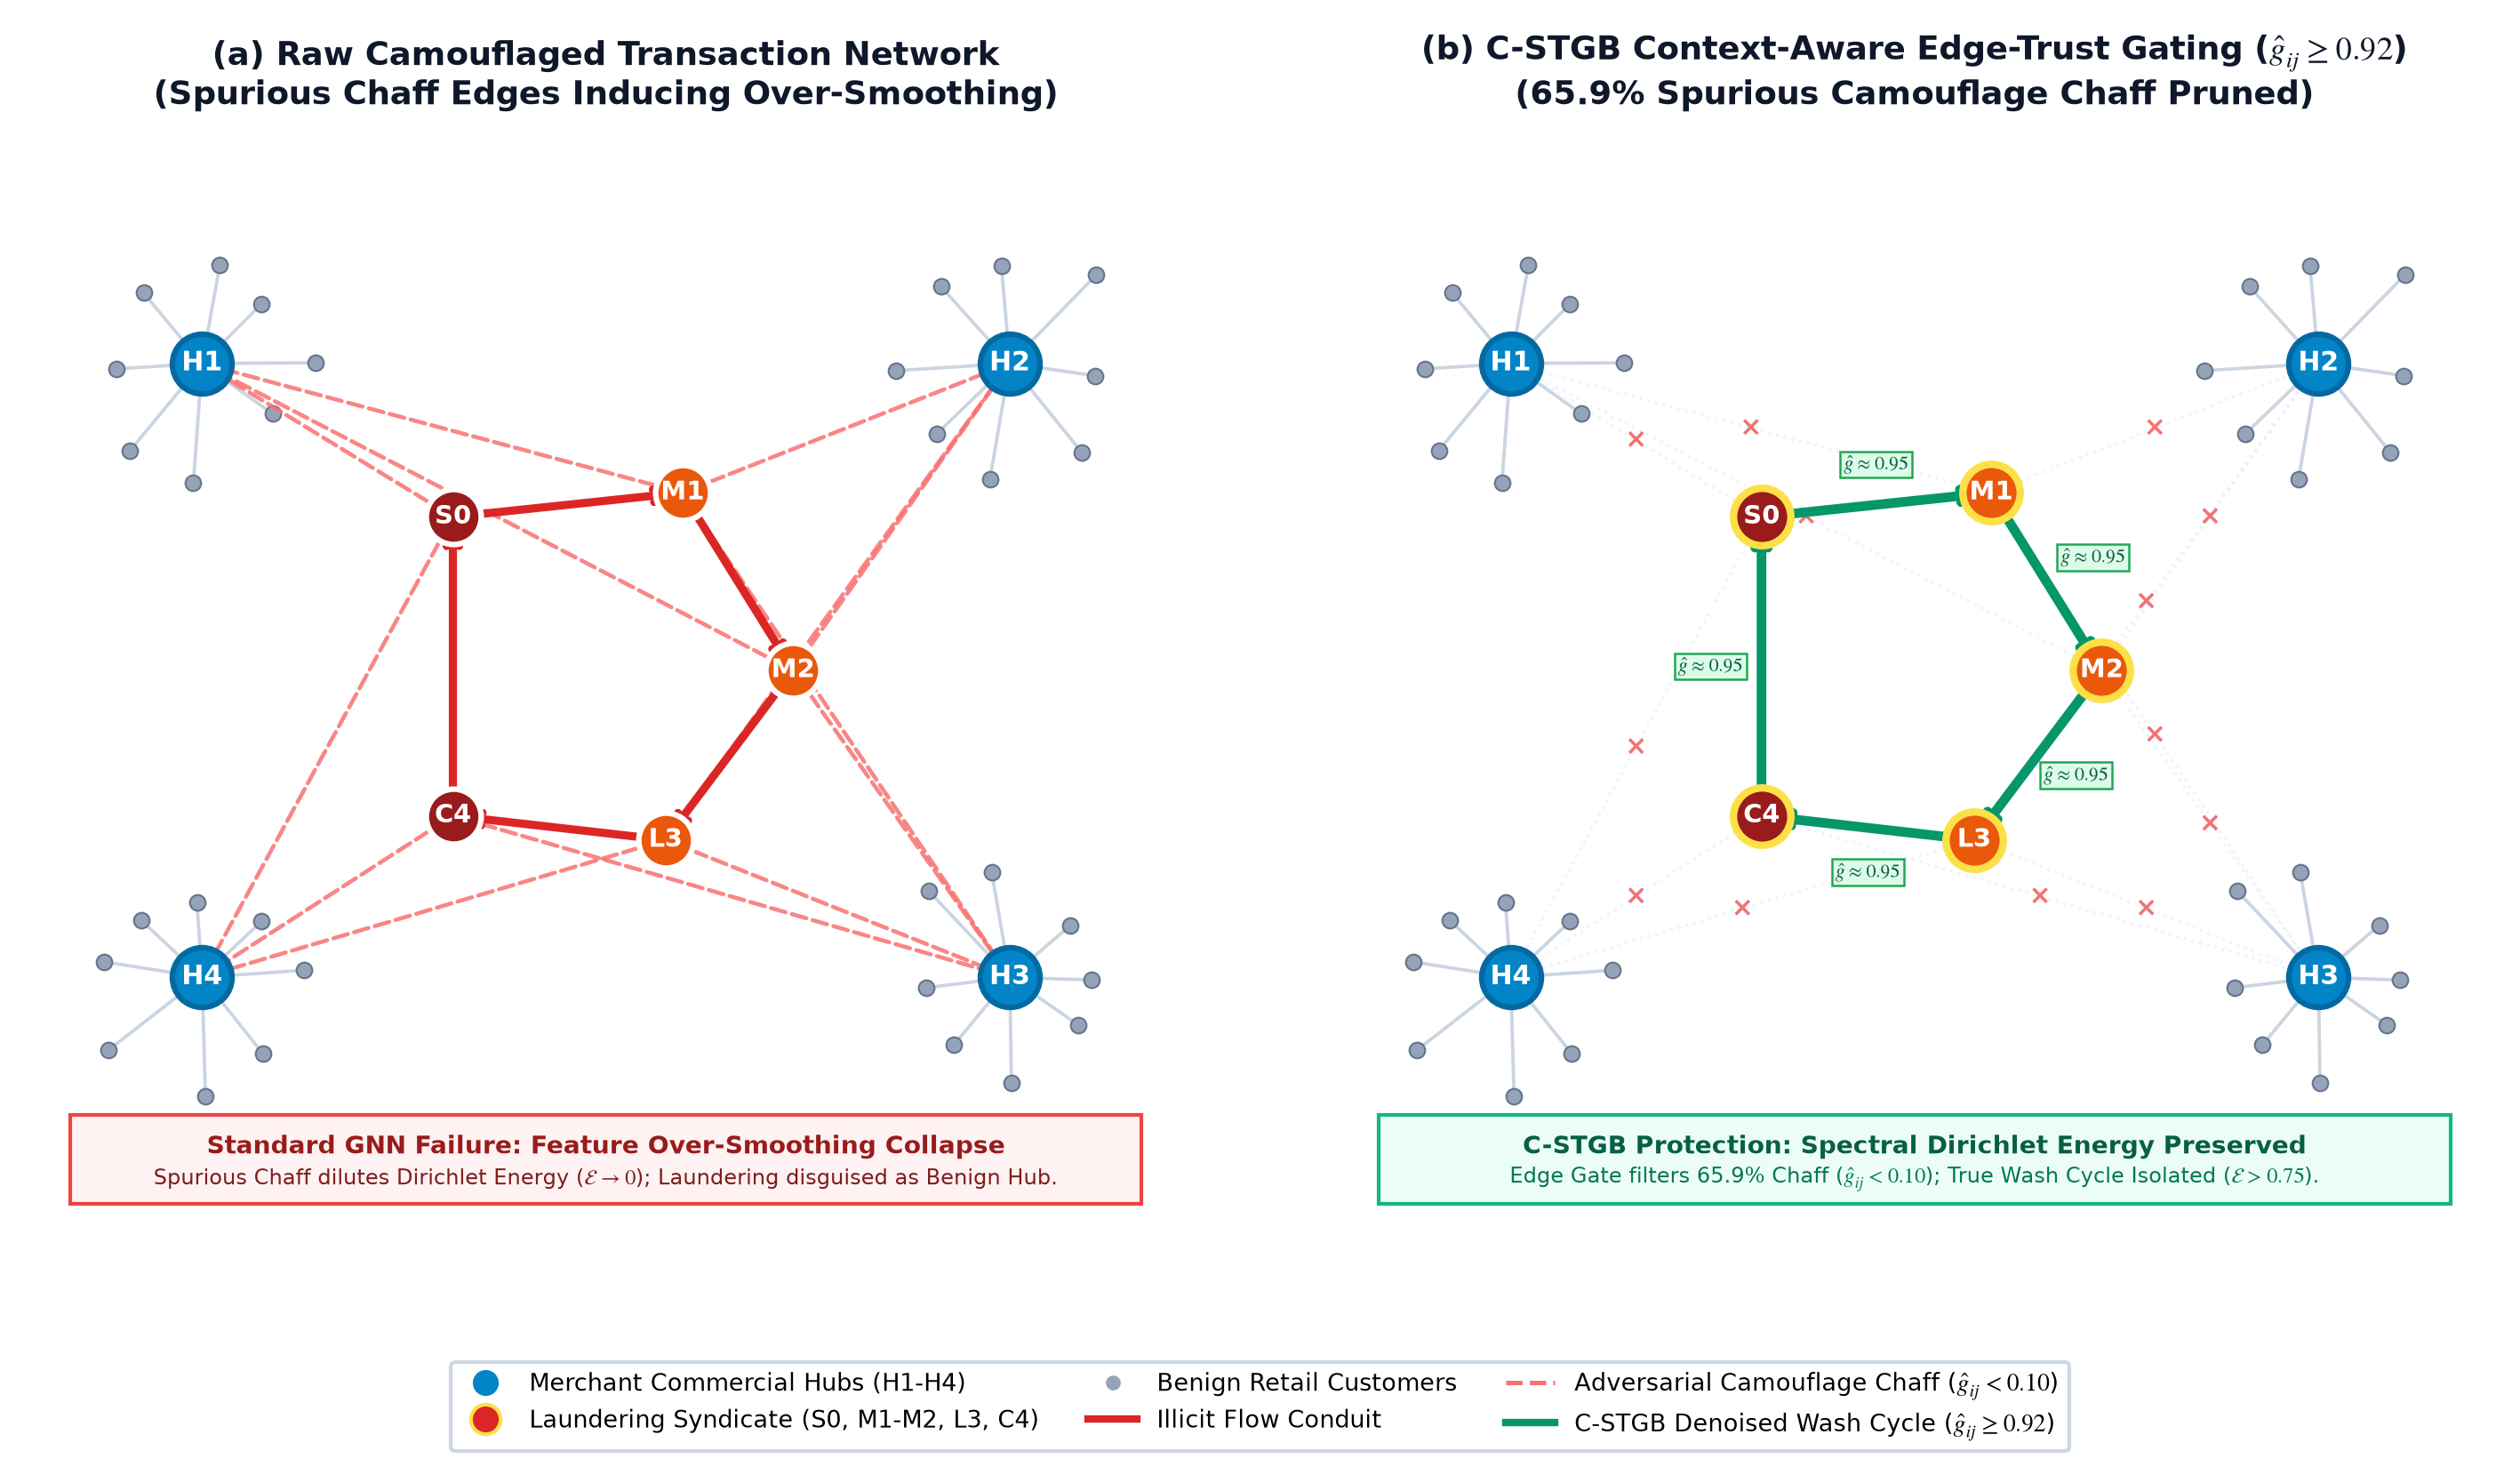 (a) Raw Camouflaged Transaction Network
(Spurious Chaff Edges Inducing Over-Smoothing)
H1
H2
M1
S0
M2
C4
L3
H4
H3
Standard GNN Failure: Feature Over-Smoothing Collapse
Spurious Chaff dilutes Dirichlet Energy (ℰ → 0); Laundering disguised as Benign Hub.
(b) C-STGB Context-Aware Edge-Trust Gating (ĝij ≥ 0.92)
(65.9% Spurious Camouflage Chaff Pruned)
H1
H2
ĝ ≈ 0.95
M1
S0
ĝ ≈ 0.95
ĝ ≈ 0.95
M2
ĝ ≈ 0.95
C4
L3
ĝ ≈ 0.95
H4
H3
C-STGB Protection: Spectral Dirichlet Energy Preserved
Edge Gate filters 65.9% Chaff (ĝij < 0.10); True Wash Cycle Isolated (ℰ > 0.75).
Merchant Commercial Hubs (H1-H4)
Laundering Syndicate (S0, M1-M2, L3, C4)
Benign Retail Customers
Illicit Flow Conduit
Adversarial Camouflage Chaff (ĝij < 0.10)
C-STGB Denoised Wash Cycle (ĝij ≥ 0.92)